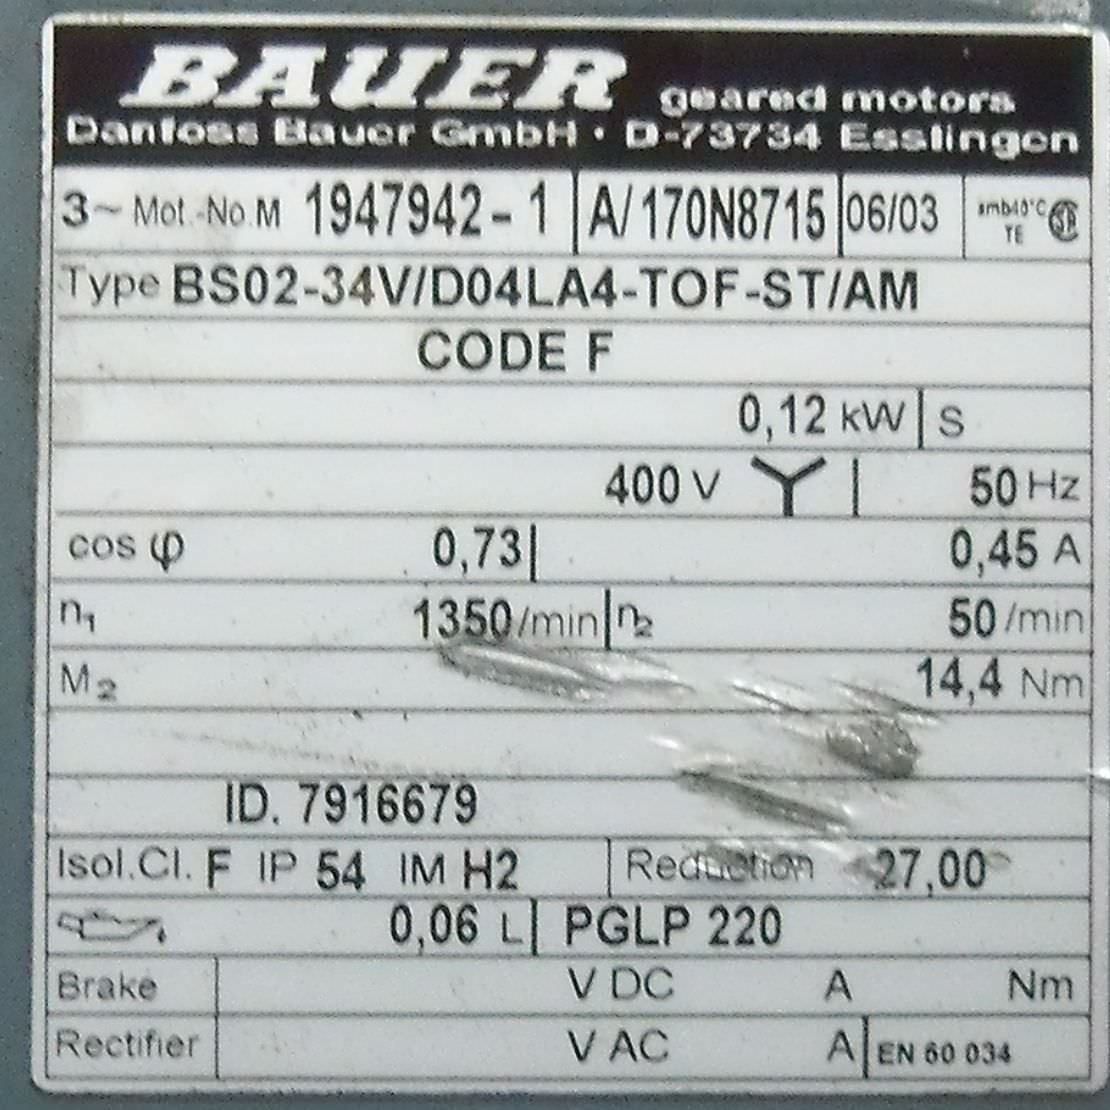 BAUER geared motors
Danfoss Bauer GmbH · D-73734 Esslingen
3~ Mot.-No.M 1947942-1 A/170N8715 06/03 amb40°C
TE
Type BS02-34V/D04LA4-TOF-ST/AM
CODE F
0,12 kW S
400 V Y 50 Hz
cos φ 0,73 0,45 A
n₁ 1350/min n₂ 50/min
M₂ 14,4 Nm
ID. 7916679
Isol.Cl. F IP 54 IM H2 Reduction 27,00
0,06 L PGLP 220
Brake V DC A Nm
Rectifier V AC A EN 60 034